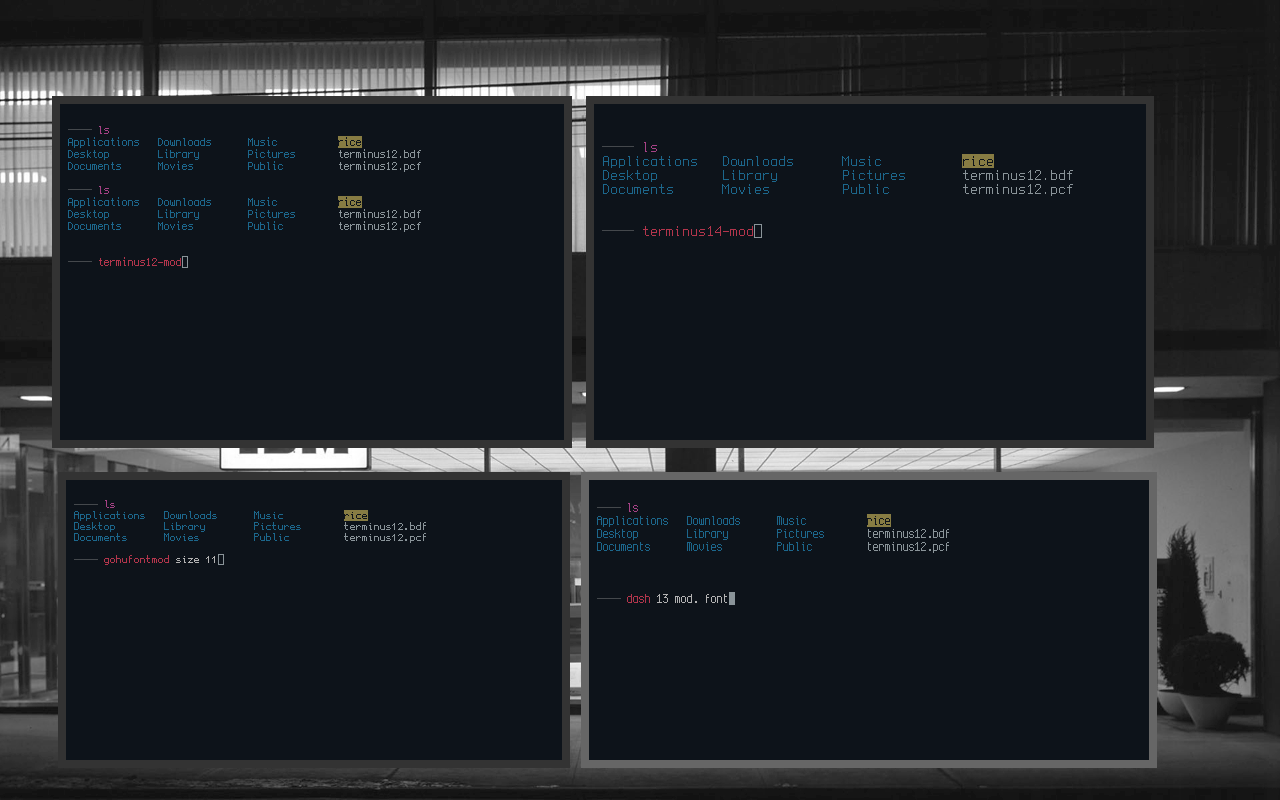 ──── ls
Applications Downloads Music rice
Desktop Library Pictures terminus12.bdf
Documents Movies Public terminus12.pcf
──── ls
Applications Downloads Music rice
Desktop Library Pictures terminus12.bdf
Documents Movies Public terminus12.pcf
──── terminus12-mod
──── ls
Applications Downloads Music rice
Desktop Library Pictures terminus12.bdf
Documents Movies Public terminus12.pcf
──── terminus14-mod
──── ls
Applications Downloads Music rice
Desktop Library Pictures terminus12.bdf
Documents Movies Public terminus12.pcf
──── gohufontmod size 11
──── ls
Applications Downloads Music rice
Desktop Library Pictures terminus12.bdf
Documents Movies Public terminus12.pcf
──── dash 13 mod. font